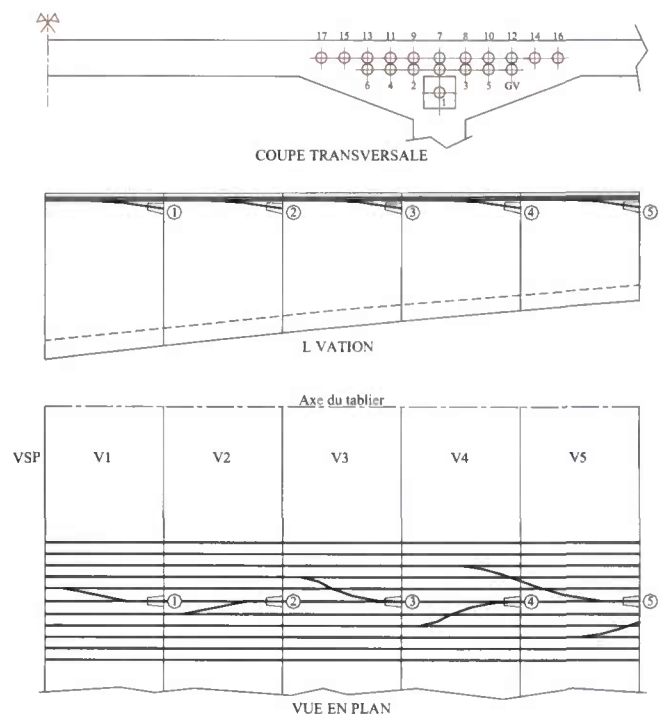 17 15 13 11 9 7 8 10 12 14 16
6 4 2 3 5 GV
1
COUPE TRANSVERSALE
1 2 3 4 5
L VATION
Axe du tablier
VSP V1 V2 V3 V4 V5
1 2 3 4 5
VUE EN PLAN